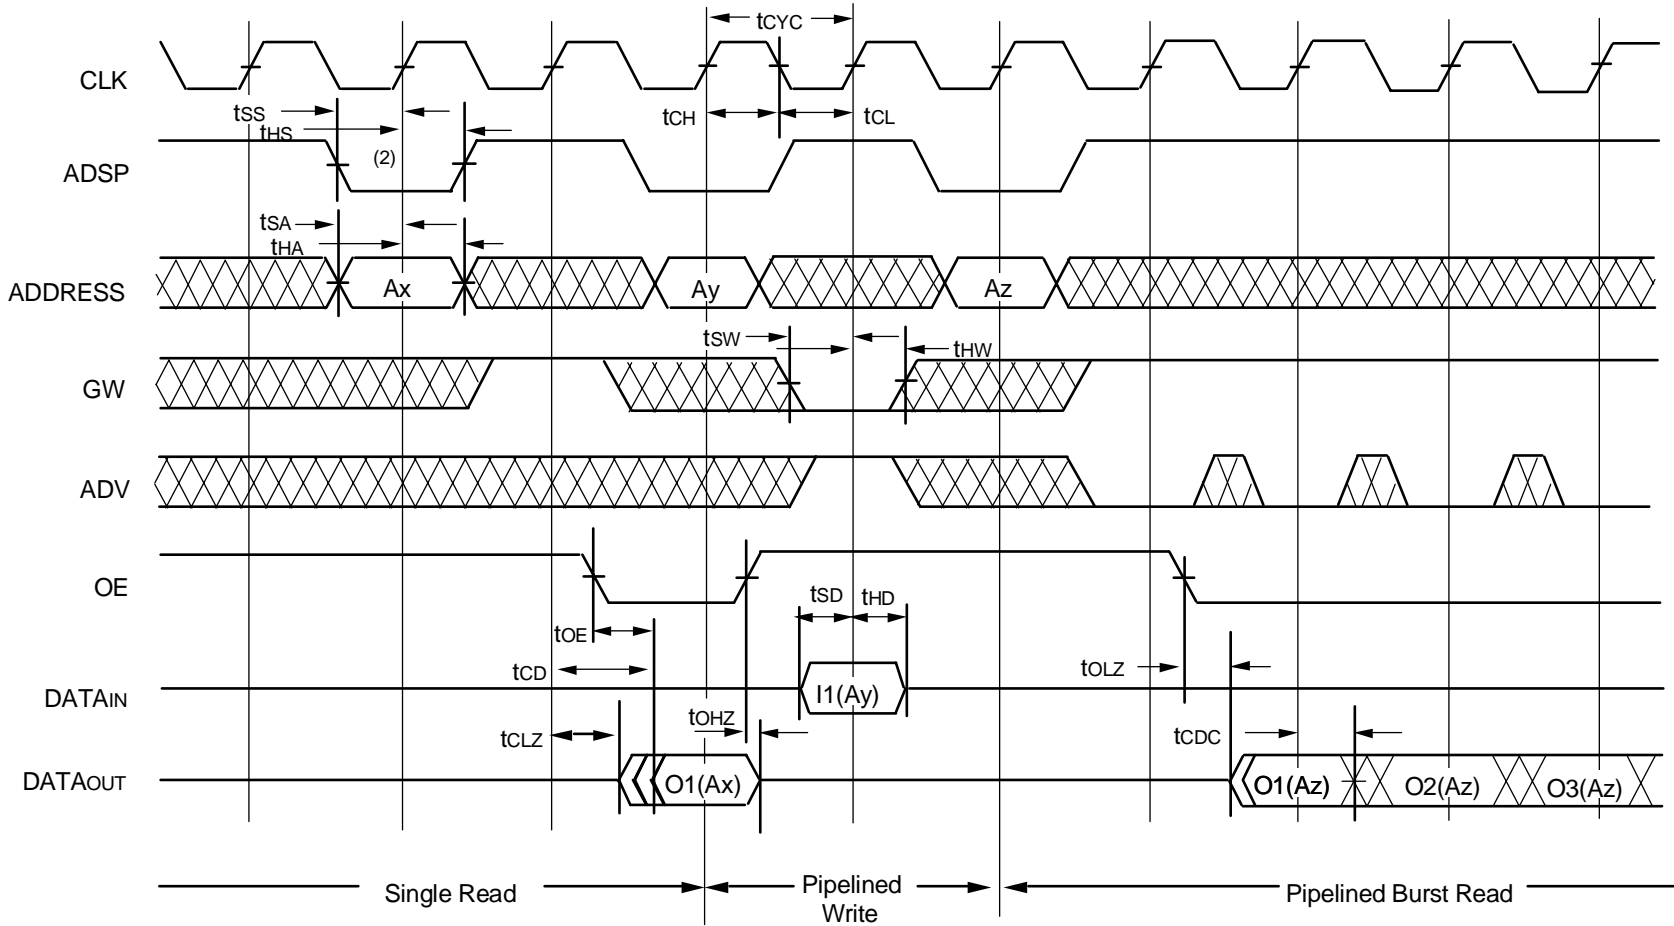 tCYC
CLK
tSS
tCH
tCL
tHS
(2)
ADSP
tSA
tHA
ADDRESS
Ax
Ay
Az
tSW
tHW
GW
ADV
OE
tSD
tHD
tOE
tCD
tOLZ
DATAIN
I1(Ay)
tOHZ
tCLZ
tCDC
DATAOUT
O1(Ax)
O1(Az)
O2(Az)
O3(Az)
Single Read
Pipelined
Write
Pipelined Burst Read